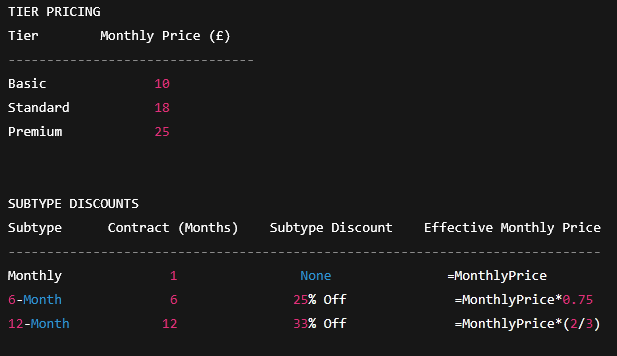 TIER PRICING
Tier        Monthly Price (£)
--------------------------------
Basic              10
Standard           18
Premium            25
SUBTYPE DISCOUNTS
Subtype      Contract (Months)    Subtype Discount    Effective Monthly Price
-----------------------------------------------------------------------------
Monthly              1                None               =MonthlyPrice
6-Month              6               25% Off              =MonthlyPrice*0.75
12-Month            12               33% Off              =MonthlyPrice*(2/3)